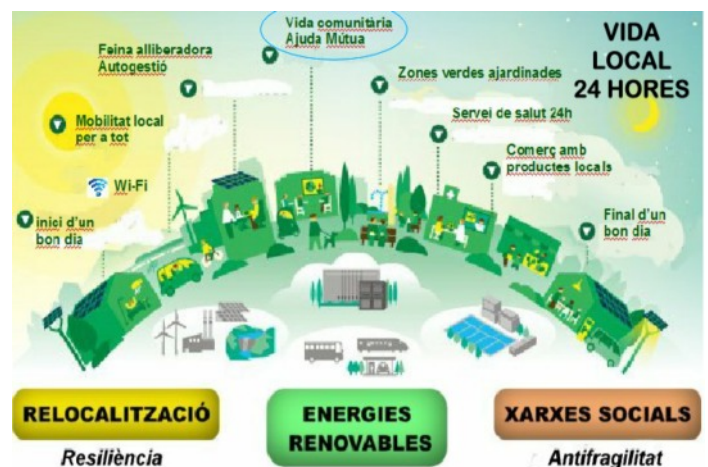 VIDA
LOCAL
24 HORES
Vida comunitària
Ajuda Mútua
Feina alliberadora
Autogestió
Zones verdes ajardinades
Mobilitat local
per a tot
Servei de salut 24h
Comerç amb
productes locals
Wi-Fi
inici d'un
bon dia
Final d'un
bon dia
RELOCALITZACIÓ
ENERGIES
RENOVABLES
XARXES SOCIALS
Resiliència
Antifragilitat